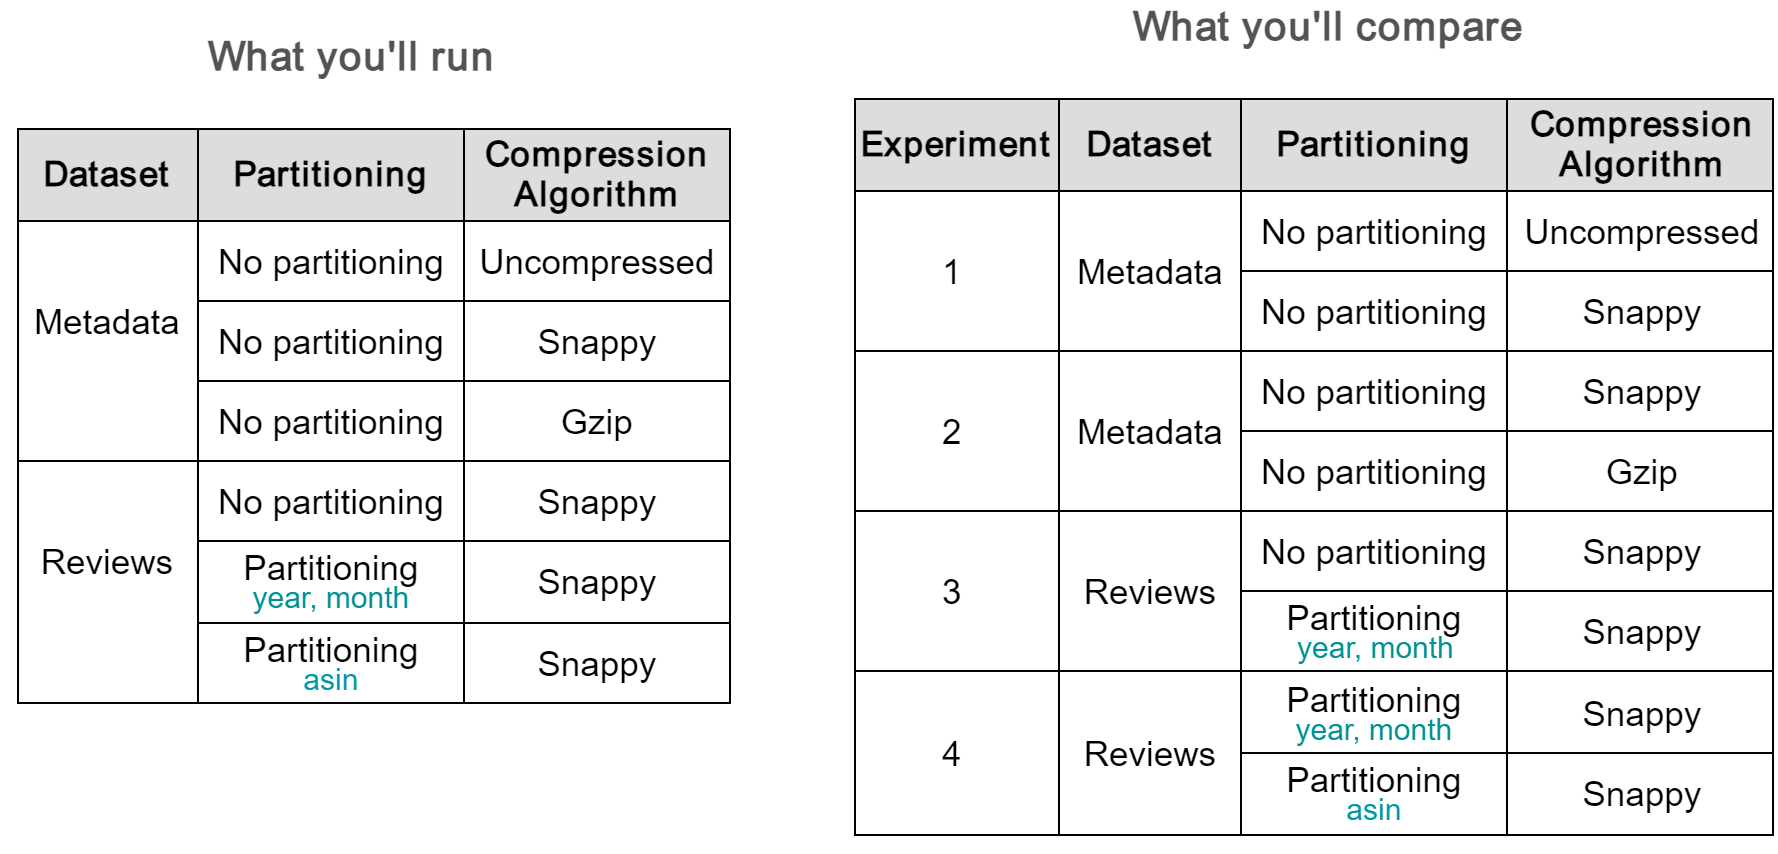 What you'll run
Dataset
Partitioning
Compression
Algorithm
Metadata
No partitioning
Uncompressed
No partitioning
Snappy
No partitioning
Gzip
Reviews
No partitioning
Snappy
Partitioning
year, month
Snappy
Partitioning
asin
Snappy
What you'll compare
Experiment
Dataset
Partitioning
Compression
Algorithm
1
Metadata
No partitioning
Uncompressed
No partitioning
Snappy
2
Metadata
No partitioning
Snappy
No partitioning
Gzip
3
Reviews
No partitioning
Snappy
Partitioning
year, month
Snappy
4
Reviews
Partitioning
year, month
Snappy
Partitioning
asin
Snappy